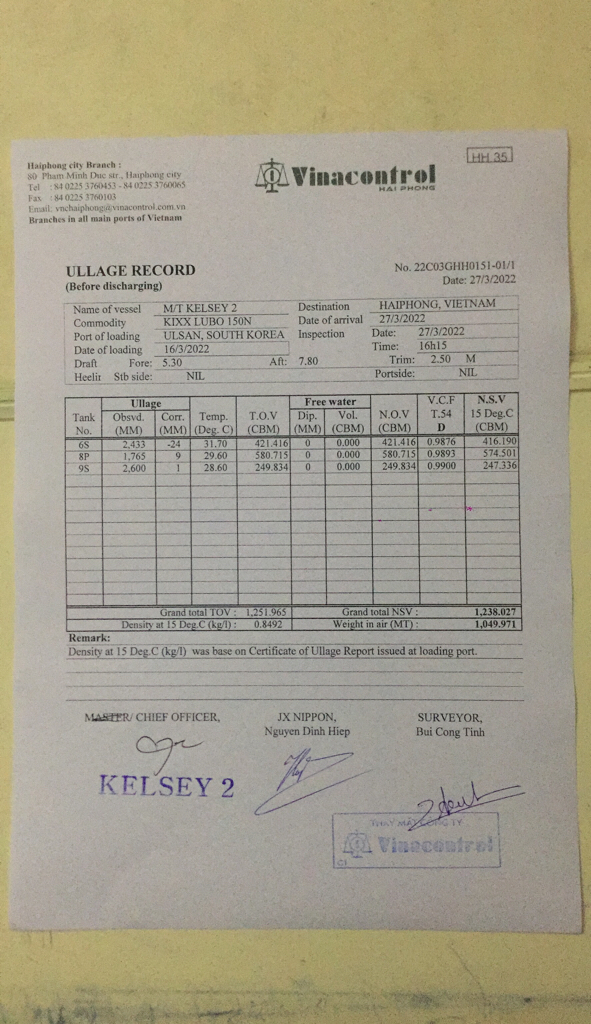 HH 35
Haiphong city Branch :
80 Pham Minh Duc str., Haiphong city
Tel : 84 0225 3760453 - 84 0225 3760065
Fax : 84 0225 3760103
Email: vnchaiphong@vinacontrol.com.vn
Branches in all main ports of Vietnam
Vinacontrol
HAI PHONG
ULLAGE RECORD
(Before discharging)
No. 22C03GHH0151-01/1
Date: 27/3/2022
Name of vessel M/T KELSEY 2 Destination HAIPHONG, VIETNAM
Commodity KIXX LUBO 150N Date of arrival 27/3/2022
Port of loading ULSAN, SOUTH KOREA Inspection Date: 27/3/2022
Date of loading 16/3/2022 Time: 16h15
Draft Fore: 5.30 Aft: 7.80 Trim: 2.50 M
Heelit Stb side: NIL Portside: NIL
Tank No. Ullage Obsvd. (MM) Corr. (MM) Temp. (Deg. C) T.O.V (CBM) Free water Dip. (MM) Vol. (CBM) N.O.V (CBM) V.C.F T.54 D N.S.V 15 Deg.C (CBM)
6S 2,433 -24 31.70 421.416 0 0.000 421.416 0.9876 416.190
8P 1,765 9 29.60 580.715 0 0.000 580.715 0.9893 574.501
9S 2,600 1 28.60 249.834 0 0.000 249.834 0.9900 247.336
Grand total TOV : 1,251.965 Grand total NSV : 1,238.027
Density at 15 Deg.C (kg/l) : 0.8492 Weight in air (MT) : 1,049.971
Remark:
Density at 15 Deg.C (kg/l) was base on Certificate of Ullage Report issued at loading port.
MASTER/ CHIEF OFFICER, JX NIPPON, SURVEYOR,
Nguyen Dinh Hiep Bui Cong Tinh
KELSEY 2
THAY MẶT CÔNG TY
Vinacontrol
C1